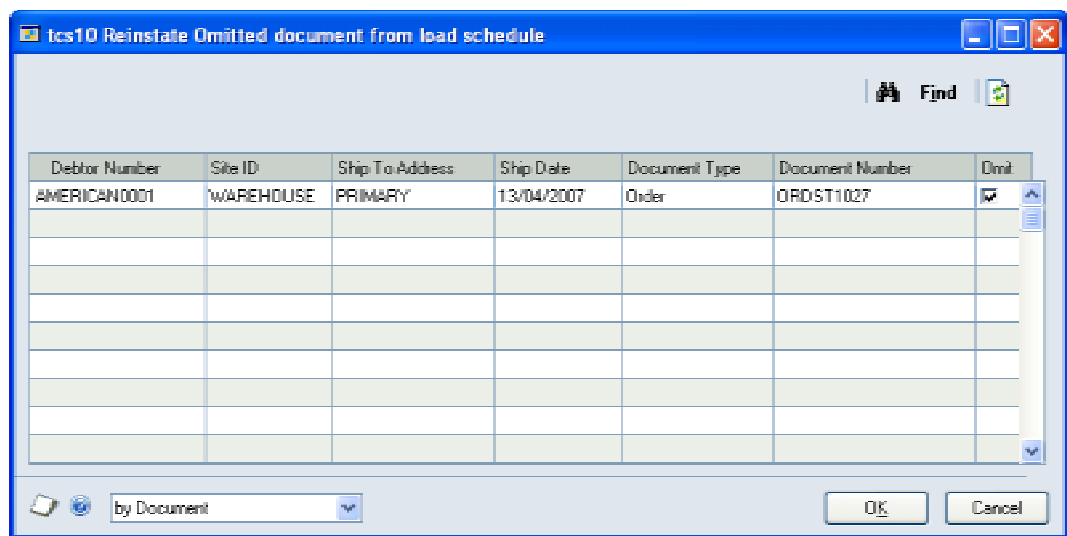 tcs10 Reinstate Omitted document from load schedule
Find
Debtor Number Site ID Ship To Address Ship Date Document Type Document Number Omit
AMERICAN0001 WAREHOUSE PRIMARY 13/04/2007 Order ORDST1027
by Document OK Cancel